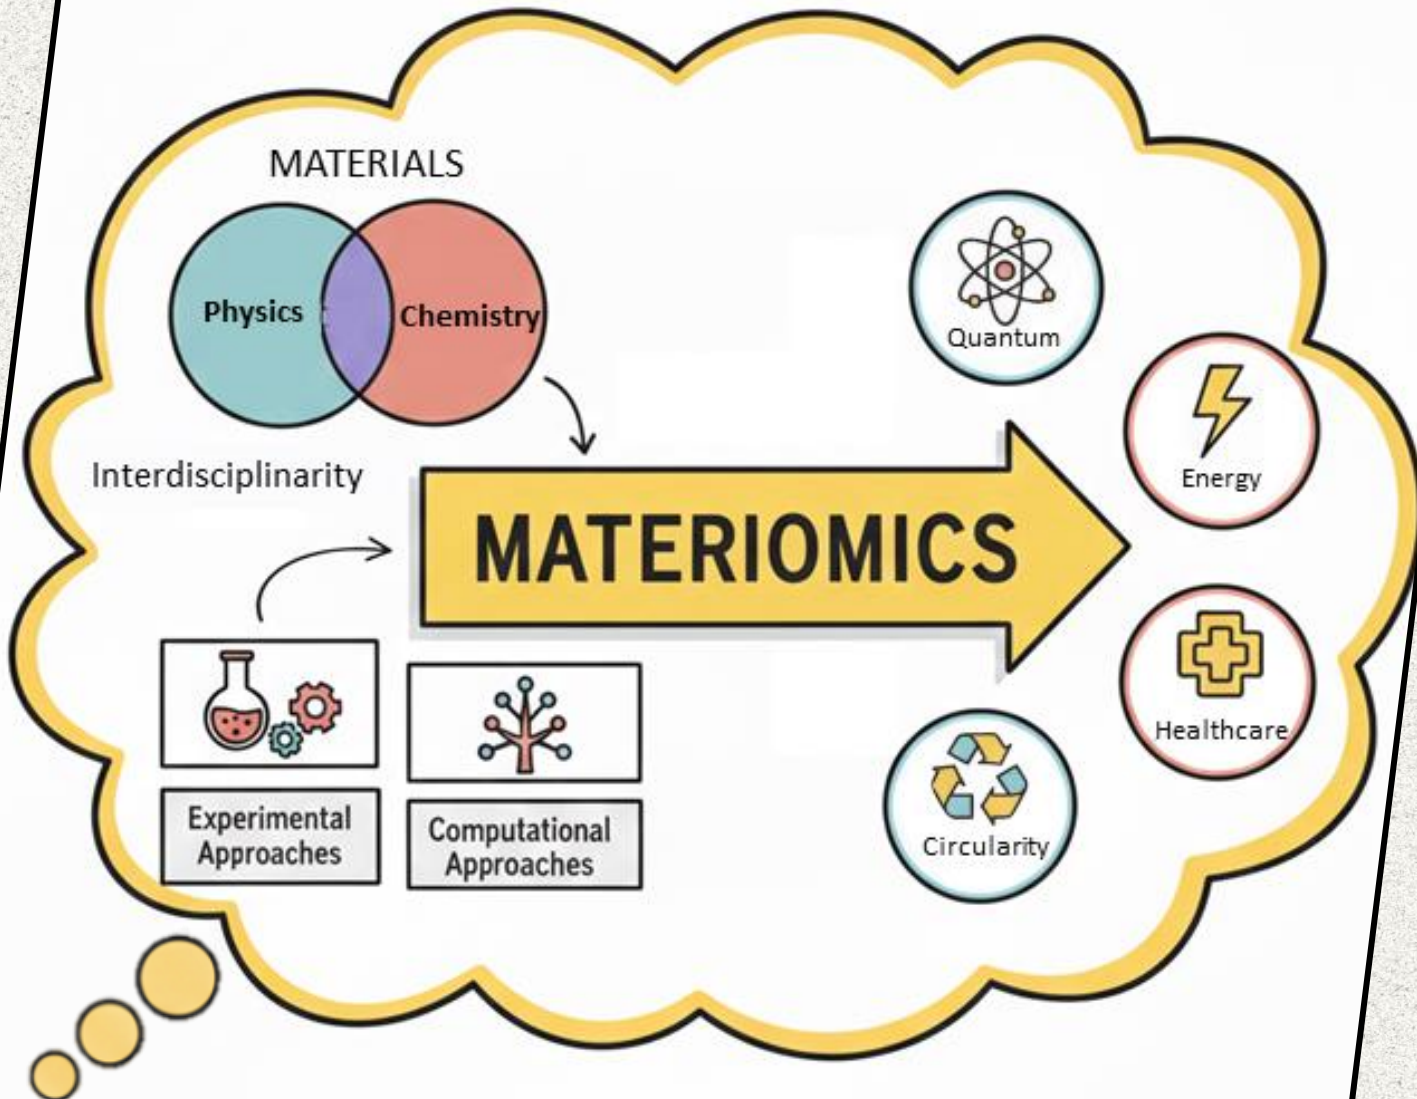 MATERIALS
Physics
Chemistry
Interdisciplinarity
MATERIOMICS
Experimental
Approaches
Computational
Approaches
Quantum
Energy
Healthcare
Circularity